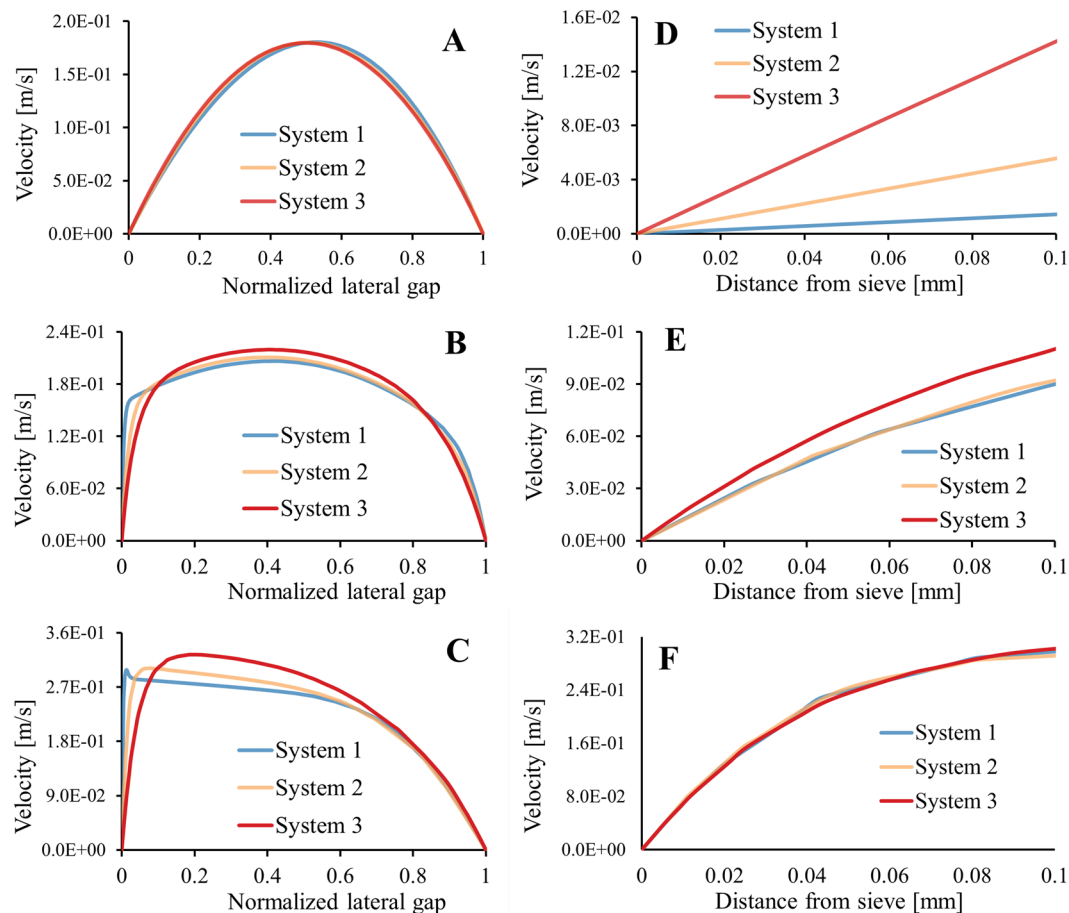 A
Velocity [m/s]
2.0E-01
1.5E-01
1.0E-01
5.0E-02
0.0E+00
System 1
System 2
System 3
0 0.2 0.4 0.6 0.8 1
Normalized lateral gap
D
Velocity [m/s]
1.6E-02
1.2E-02
8.0E-03
4.0E-03
0.0E+00
System 1
System 2
System 3
0 0.02 0.04 0.06 0.08 0.1
Distance from sieve [mm]
B
Velocity [m/s]
2.4E-01
1.8E-01
1.2E-01
6.0E-02
0.0E+00
System 1
System 2
System 3
0 0.2 0.4 0.6 0.8 1
Normalized lateral gap
E
Velocity [m/s]
1.2E-01
9.0E-02
6.0E-02
3.0E-02
0.0E+00
System 1
System 2
System 3
0 0.02 0.04 0.06 0.08 0.1
Distance from sieve [mm]
C
Velocity [m/s]
3.6E-01
2.7E-01
1.8E-01
9.0E-02
0.0E+00
System 1
System 2
System 3
0 0.2 0.4 0.6 0.8 1
Normalized lateral gap
F
Velocity [m/s]
3.2E-01
2.4E-01
1.6E-01
8.0E-02
0.0E+00
System 1
System 2
System 3
0 0.02 0.04 0.06 0.08 0.1
Distance from sieve [mm]